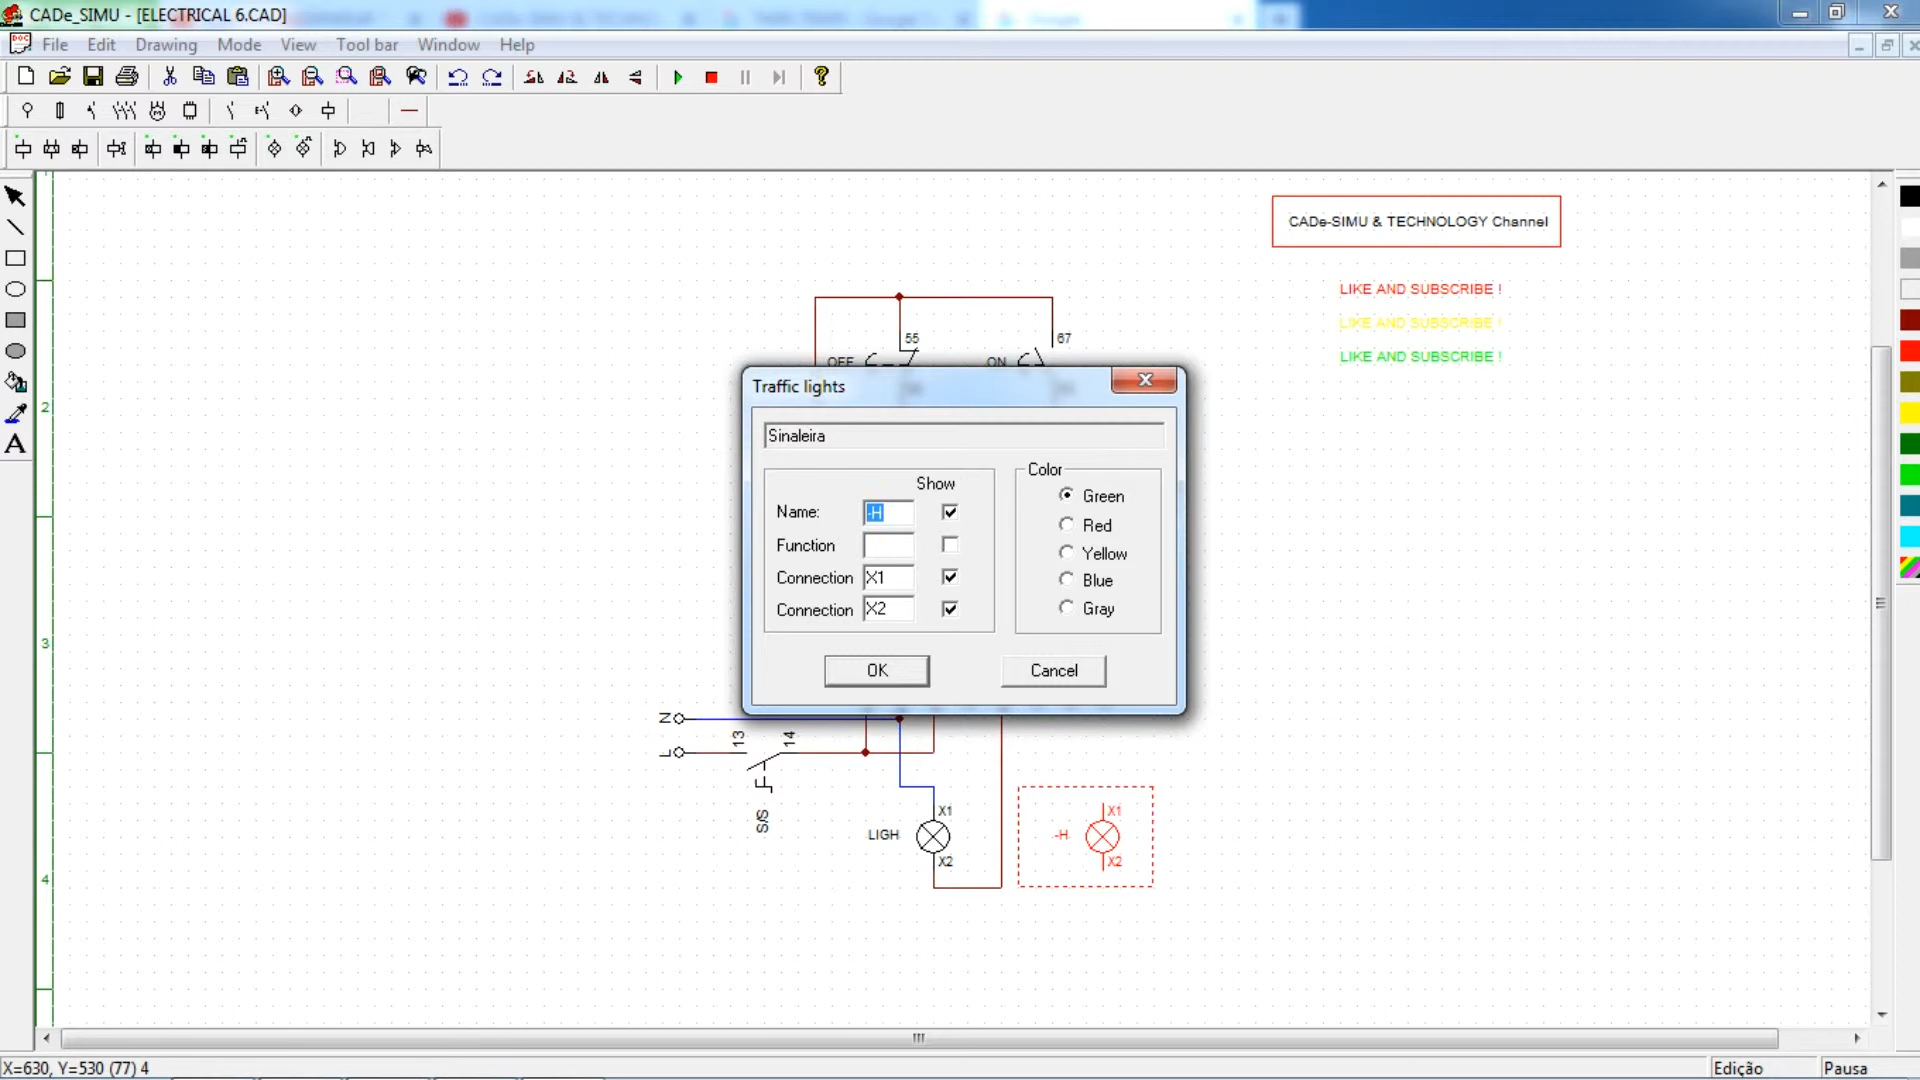 CADe_SIMU - [ELECTRICAL 6.CAD]
File Edit Drawing Mode View Tool bar Window Help
CADe-SIMU & TECHNOLOGY Channel
LIKE AND SUBSCRIBE !
LIKE AND SUBSCRIBE !
LIKE AND SUBSCRIBE !
55
67
OFF
ON
Traffic lights
Sinaleira
Show
Color
Name: -H
Green
Function
Red
Connection X1
Yellow
Connection X2
Blue
Gray
OK Cancel
N
L
13
14
S/S
LIGH
X1
X2
-H
X1
X2
2
3
4
X=630, Y=530 (77) 4
Edição
Pausa